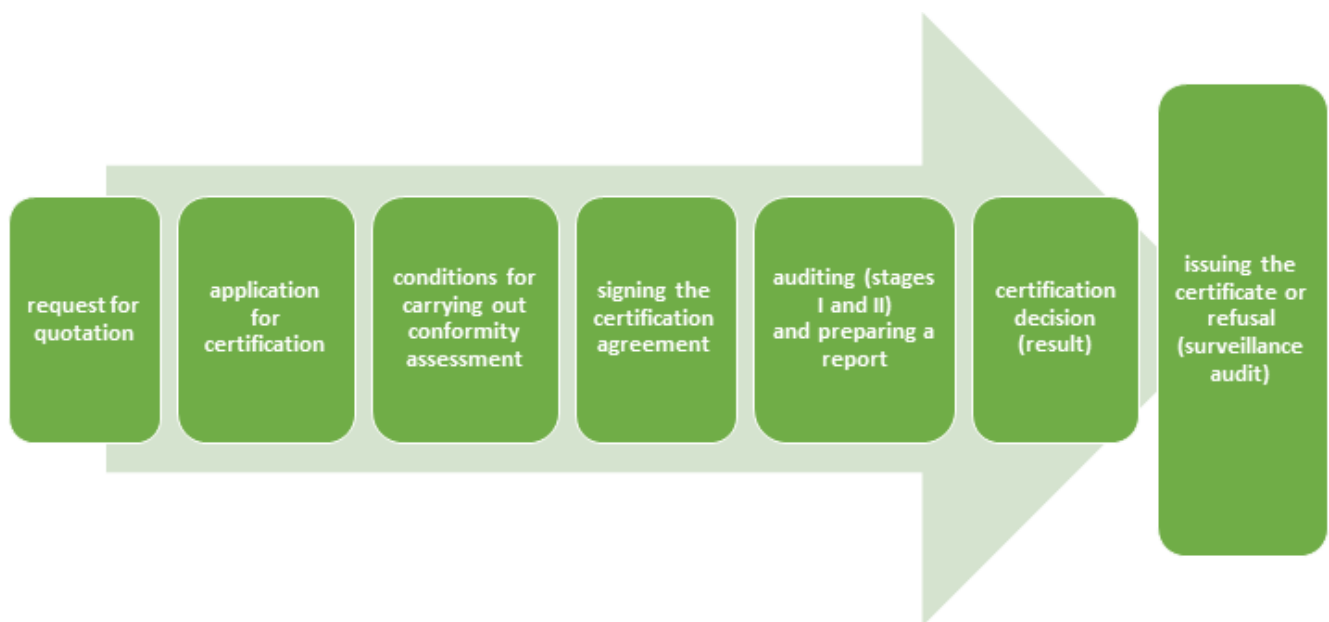 request for
quotation
application
for
certification
conditions for
carrying out
conformity
assessment
signing the
certification
agreement
auditing (stages
I and II)
and preparing a
report
certification
decision
(result)
issuing the
certificate or
refusal
(surveillance
audit)